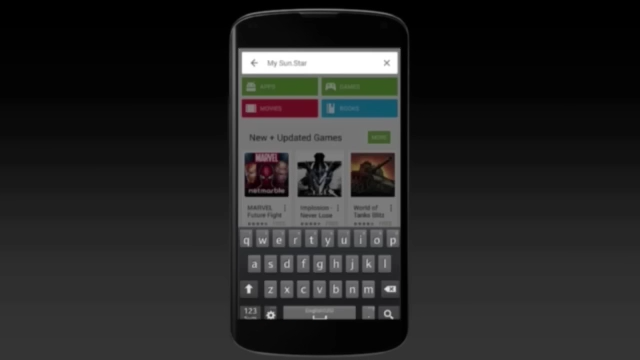 My Sun.Star
APPS GAMES
MOVIES BOOKS
New + Updated Games MORE
MARVEL
netmarble
MARVEL Implosion - World of
Future Fight Never Lose Tanks Blitz
q w e r t y u i o p
a s d f g h j k l
z x c v b n m
123